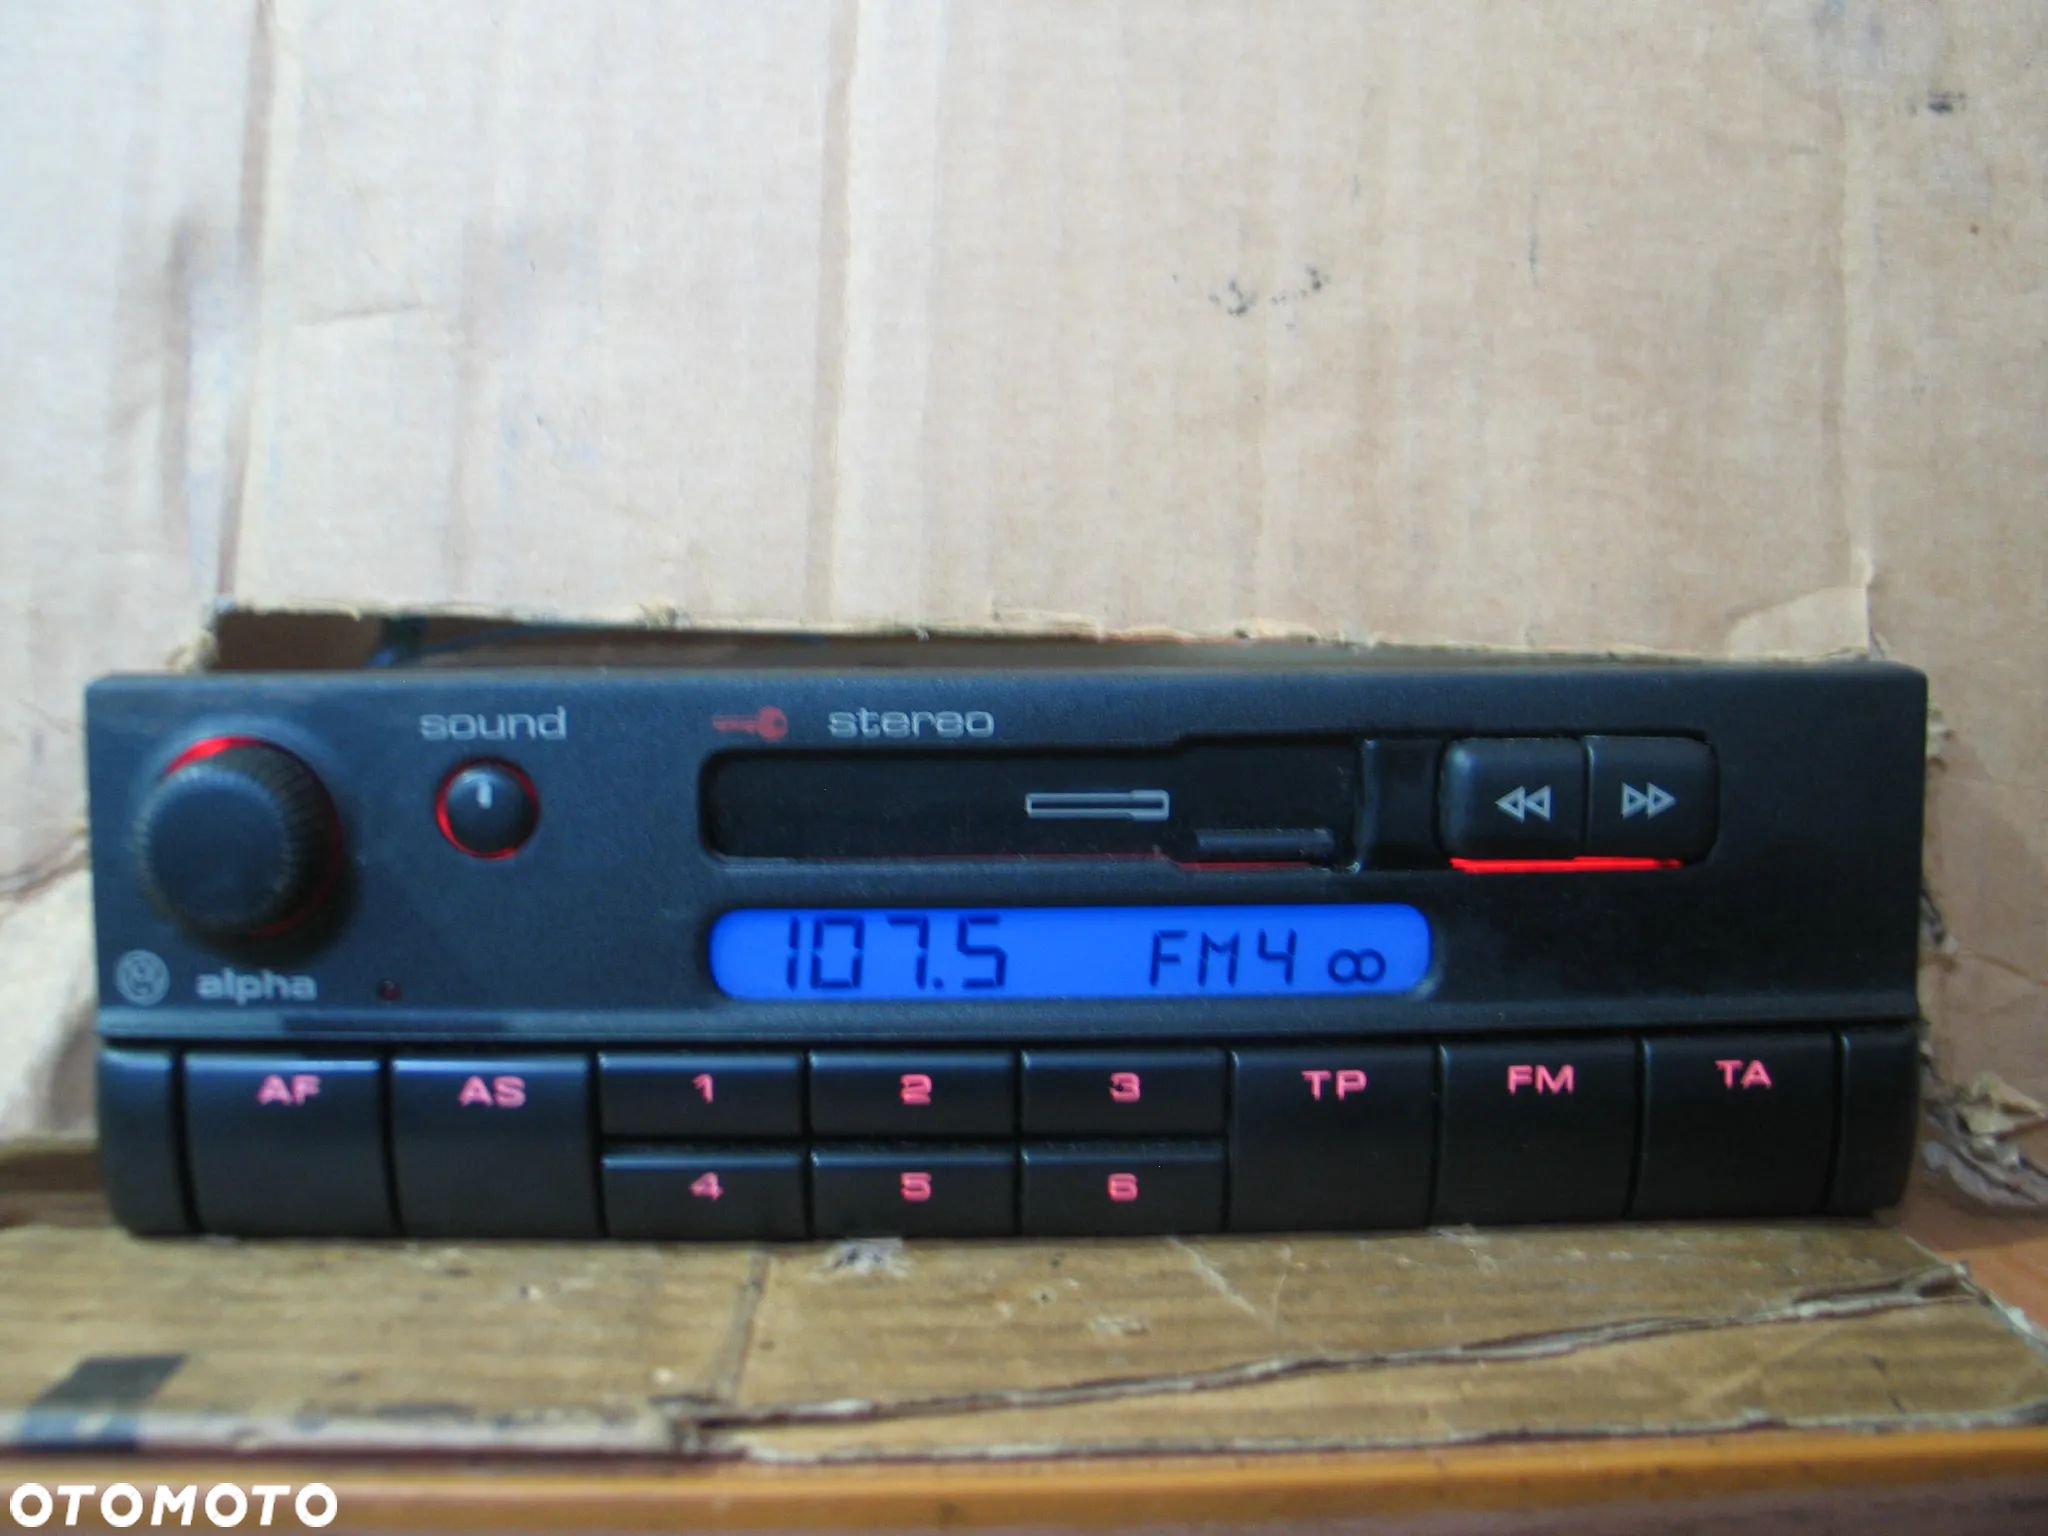 sound
stereo
107.5 FM4
alpha
AF AS 1 2 3 TP FM TA
4 5 6
OTOMOTO